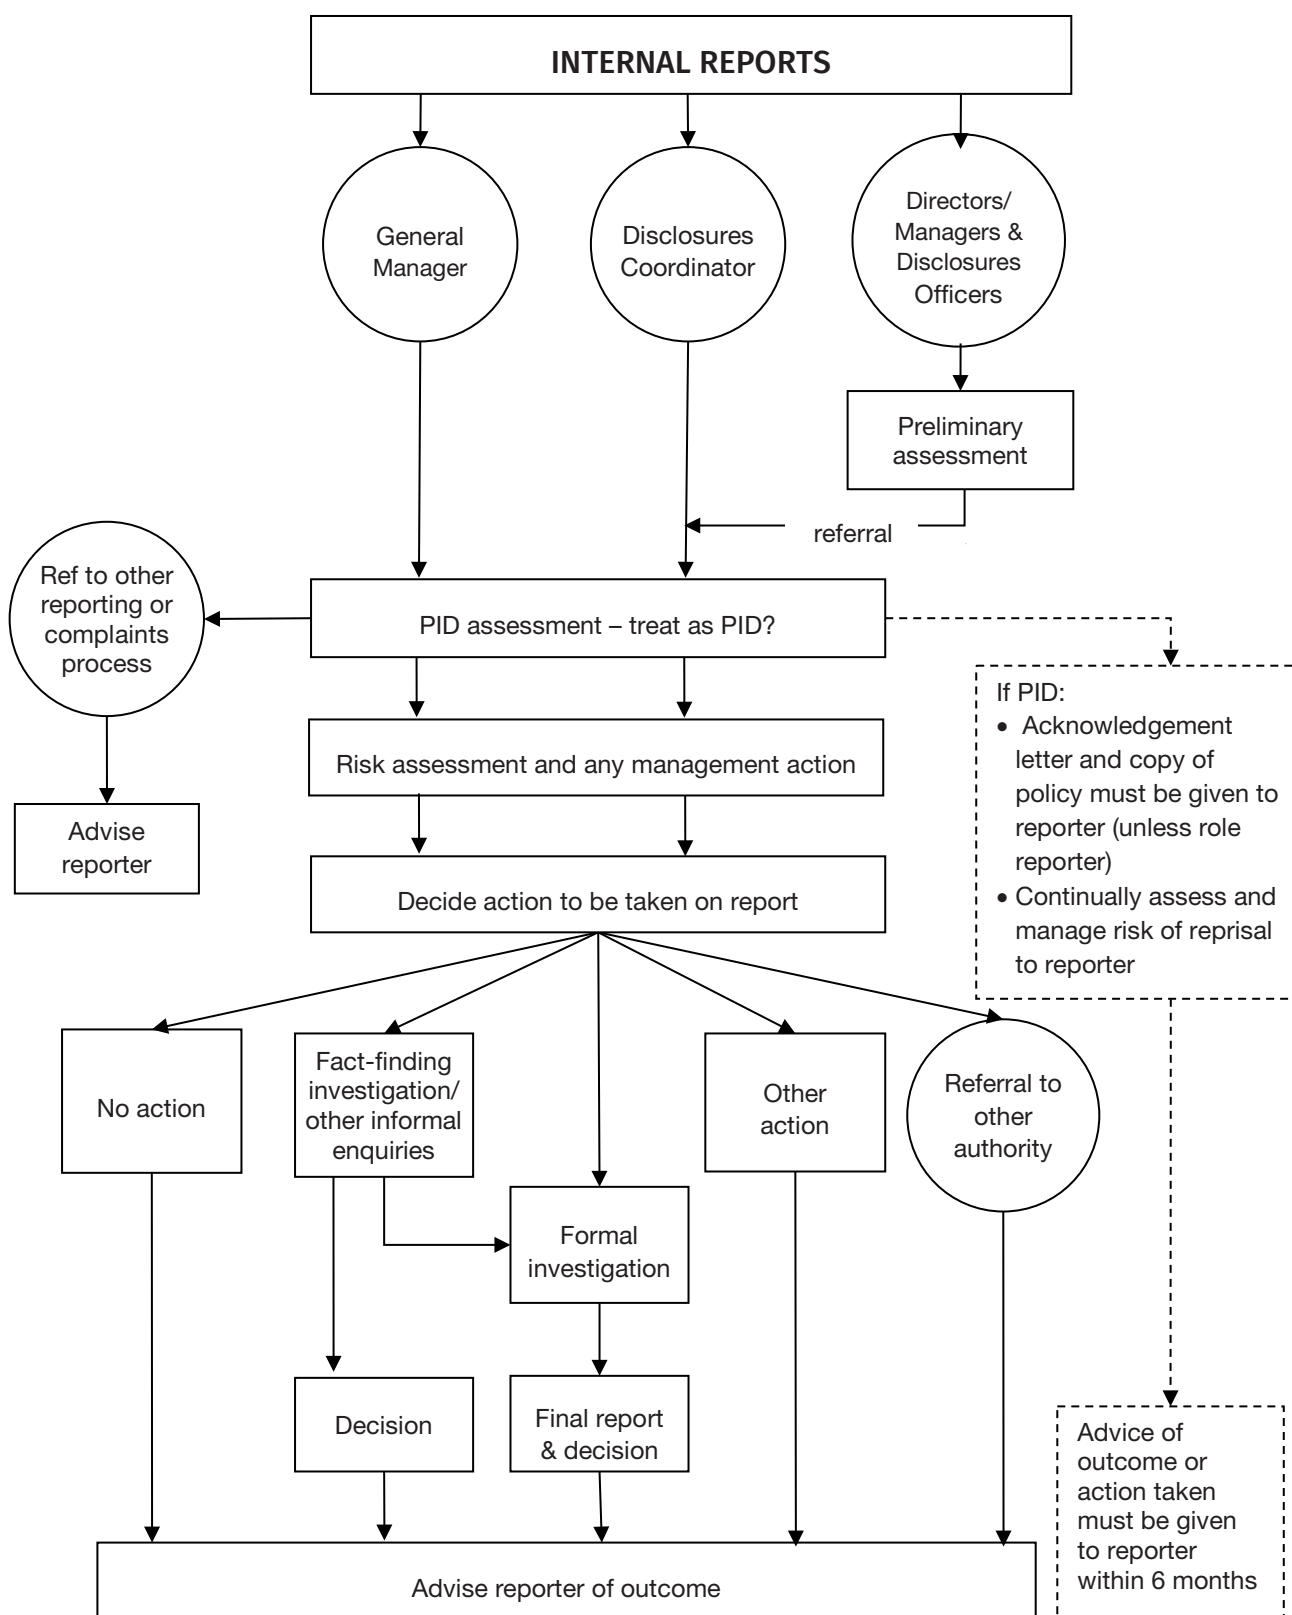 INTERNAL REPORTS
General
Manager
Disclosures
Coordinator
Directors/
Managers &
Disclosures
Officers
Preliminary
assessment
referral
Ref to other
reporting or
complaints
process
PID assessment – treat as PID?
If PID:
• Acknowledgement
letter and copy of
policy must be given to
reporter (unless role
reporter)
• Continually assess and
manage risk of reprisal
to reporter
Risk assessment and any management action
Advise
reporter
Decide action to be taken on report
No action
Fact-finding
investigation/
other informal
enquiries
Other
action
Referral to
other
authority
Formal
investigation
Decision
Final report
& decision
Advice of
outcome or
action taken
must be given
to reporter
within 6 months
Advise reporter of outcome